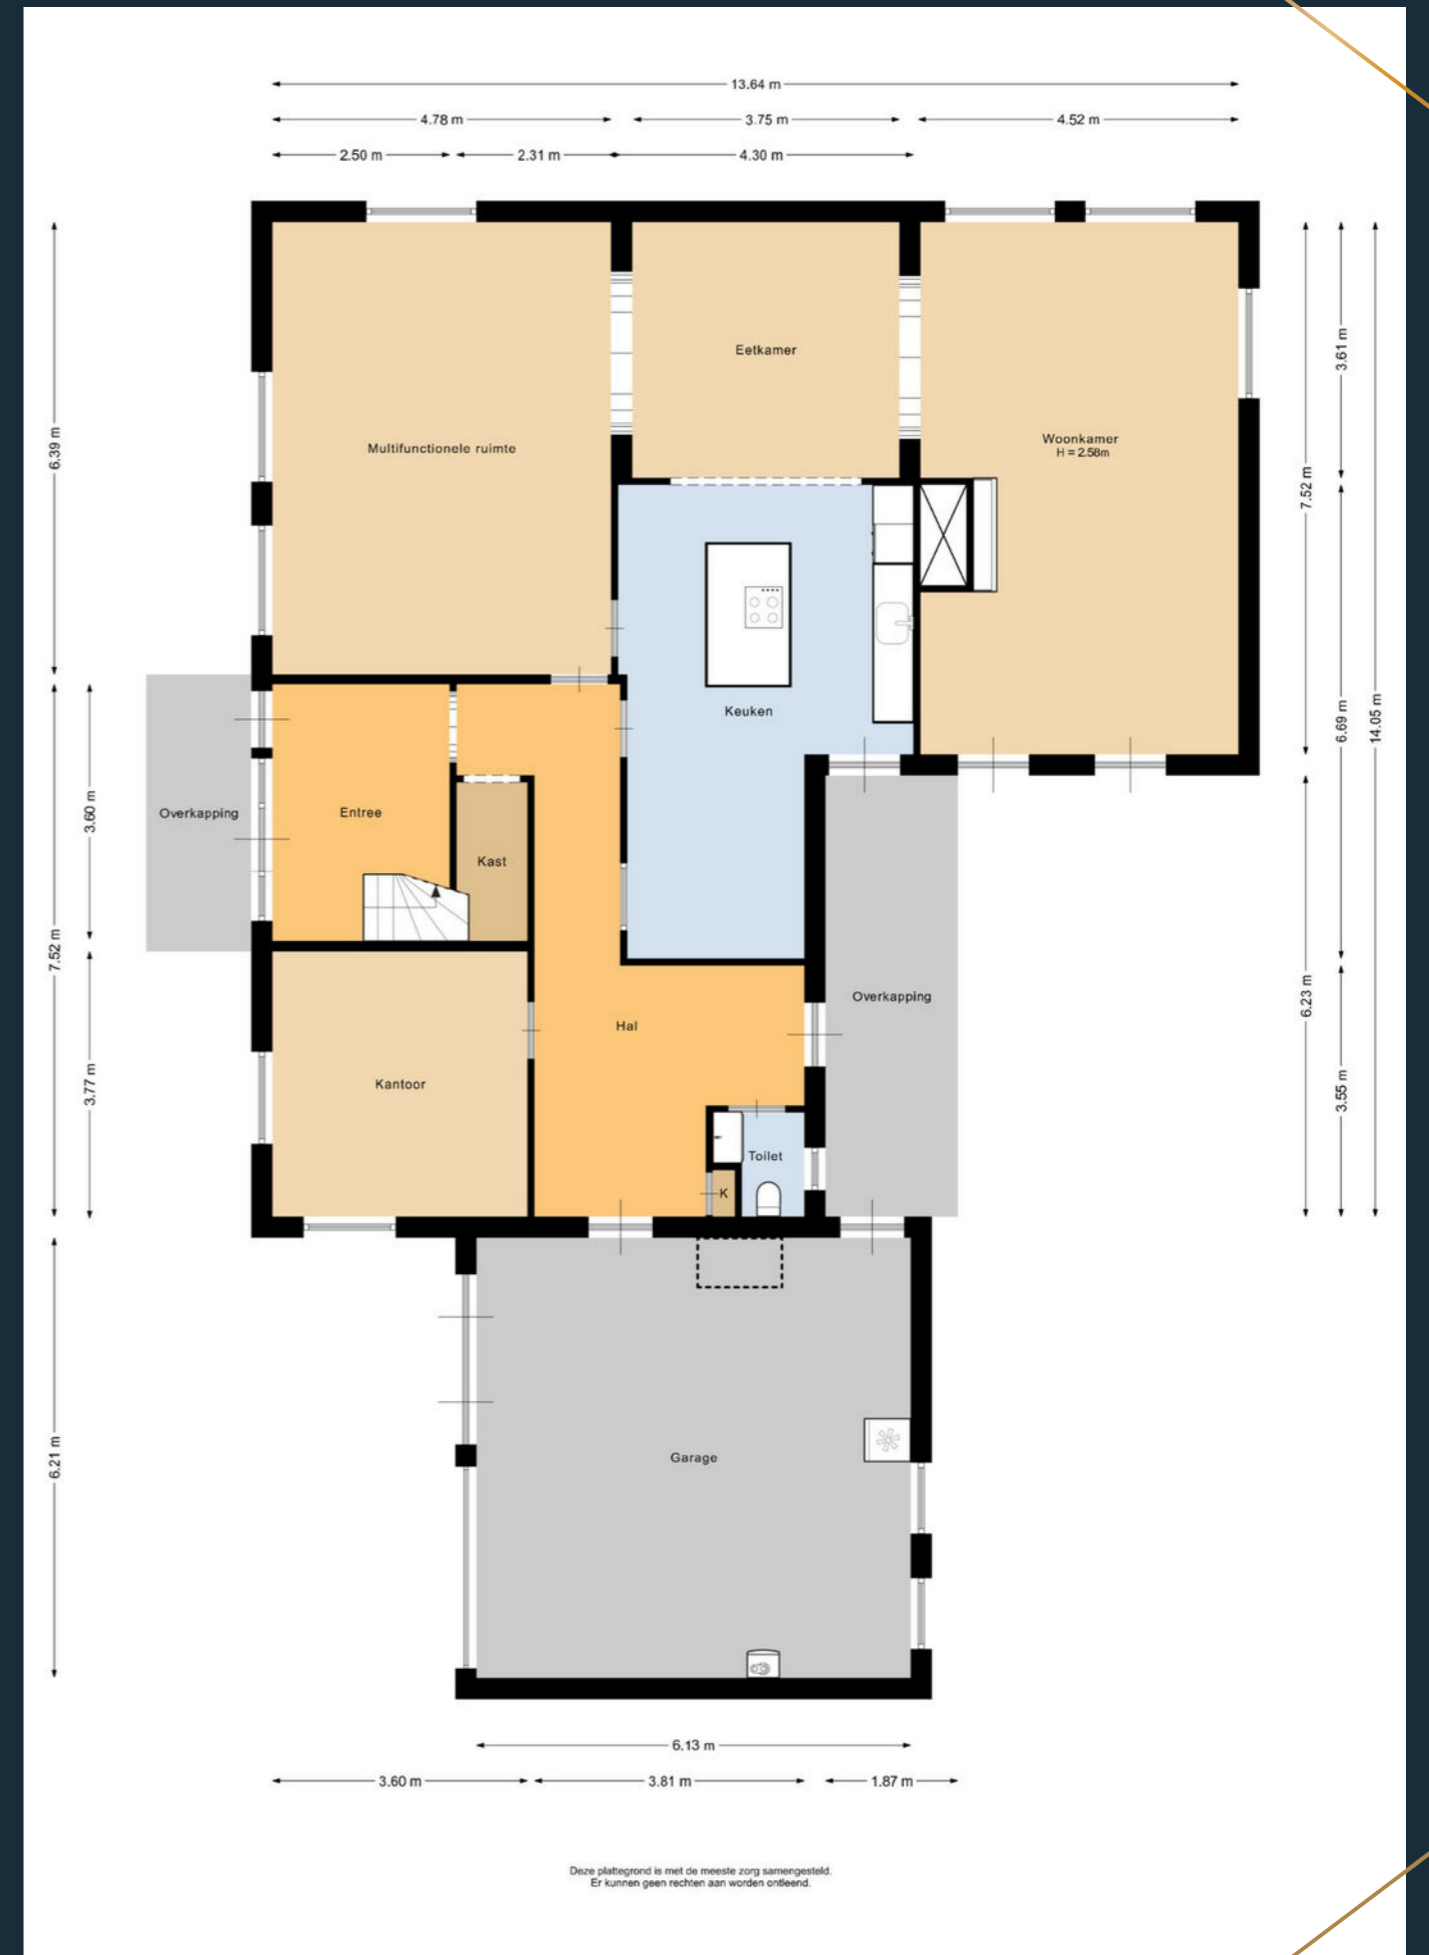 13.64 m
4.78 m
3.75 m
4.52 m
2.50 m
2.31 m
4.30 m
6.39 m
7.52 m
3.60 m
3.77 m
6.21 m
Eetkamer
Multifunctionele ruimte
Woonkamer
H = 2.58m
Keuken
Overkapping
Entree
Kast
Overkapping
Hal
Kantoor
Toilet
K
Garage
7.52 m
3.61 m
6.69 m
14.05 m
6.23 m
3.55 m
6.13 m
3.60 m
3.81 m
1.87 m
Deze plattegrond is met de meeste zorg samengesteld.
Er kunnen geen rechten aan worden ontleend.